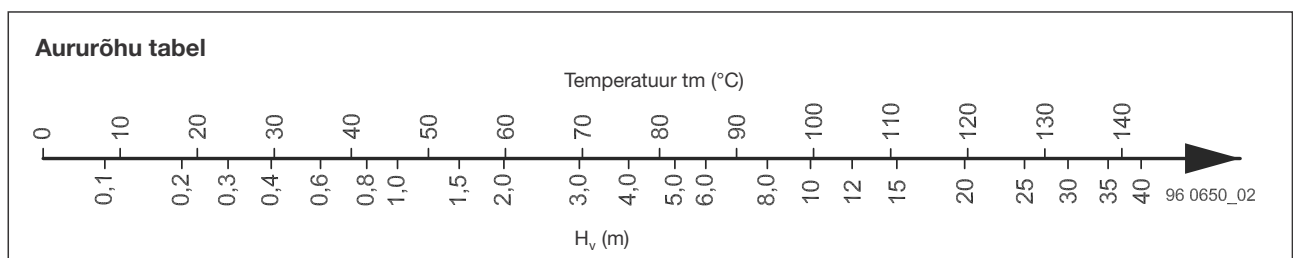 Aururõhu tabel
Temperatuur tm (°C)
0 10 20 30 40 50 60 70 80 90 100 110 120 130 140
0,1 0,2 0,3 0,4 0,6 0,8 1,0 1,5 2,0 3,0 4,0 5,0 6,0 8,0 10 12 15 20 25 30 35 40
96 0650_02
Hv (m)